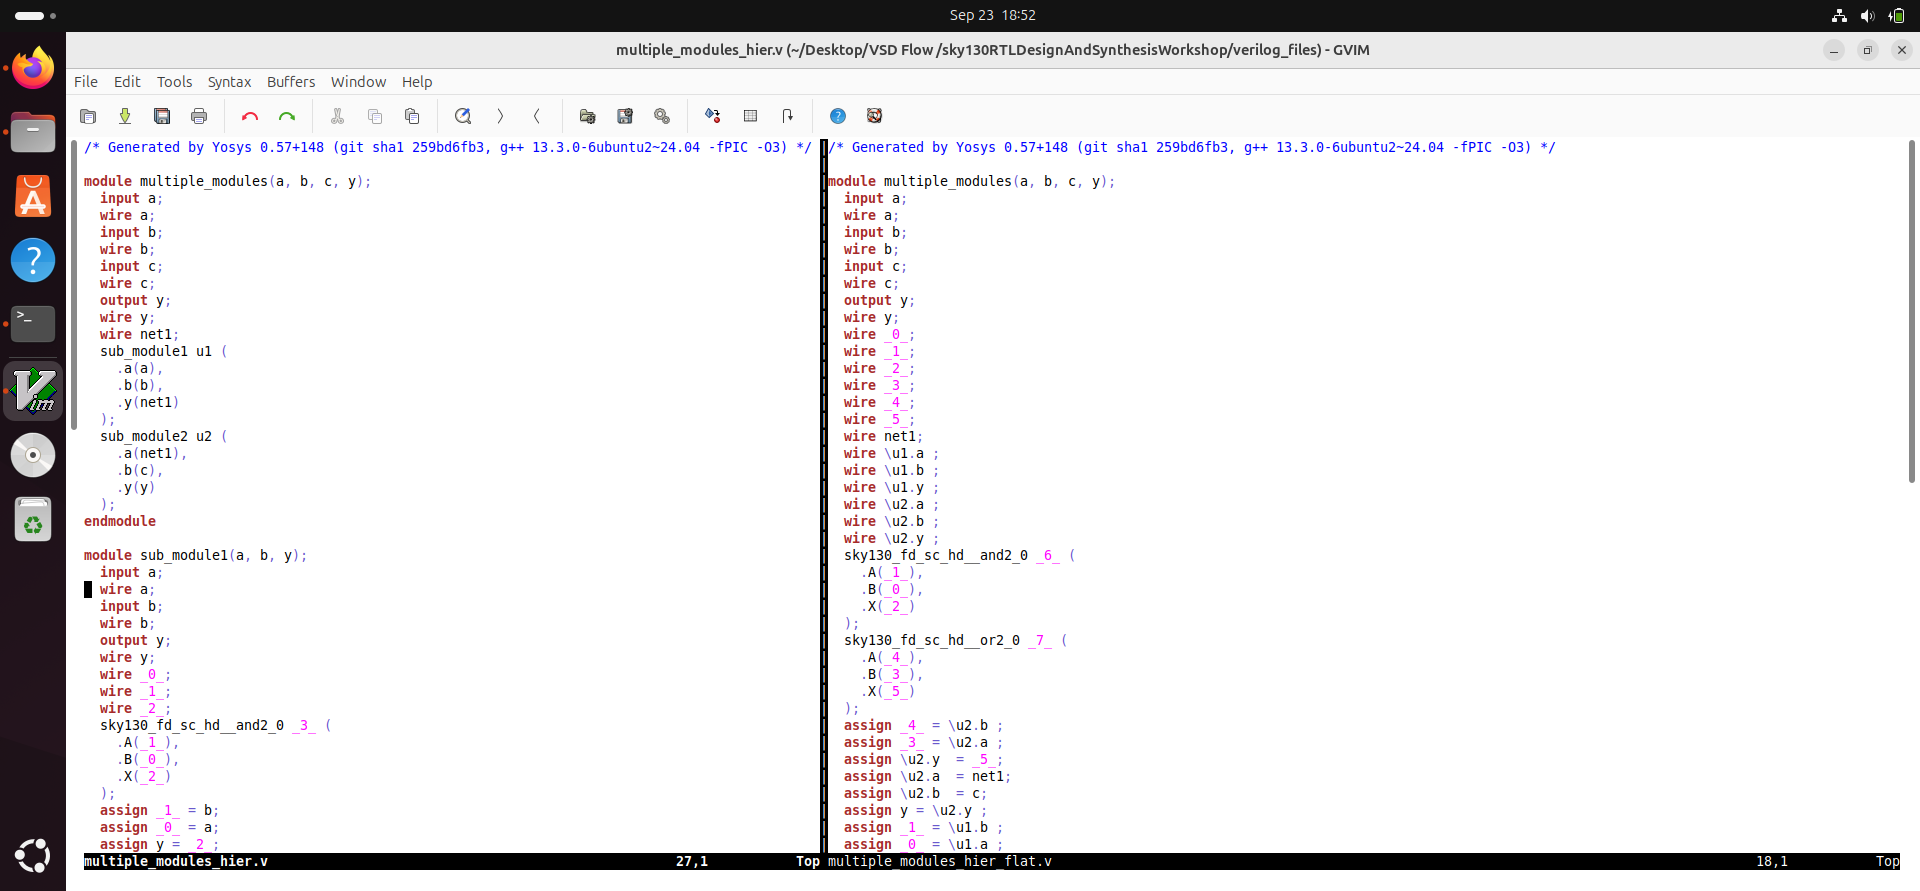 Sep 23 18:52
multiple_modules_hier.v (~/Desktop/VSD Flow /sky130RTLDesignAndSynthesisWorkshop/verilog_files) - GVIM
File Edit Tools Syntax Buffers Window Help
/* Generated by Yosys 0.57+148 (git sha1 259bd6fb3, g++ 13.3.0-6ubuntu2~24.04 -fPIC -O3) */
module multiple_modules(a, b, c, y);
input a;
wire a;
input b;
wire b;
input c;
wire c;
output y;
wire y;
wire net1;
sub_module1 u1 (
.a(a),
.b(b),
.y(net1)
);
sub_module2 u2 (
.a(net1),
.b(c),
.y(y)
);
endmodule
module sub_module1(a, b, y);
input a;
wire a;
input b;
wire b;
output y;
wire y;
wire _0_;
wire _1_;
wire _2_;
sky130_fd_sc_hd__and2_0 _3_ (
.A(_1_),
.B(_0_),
.X(_2_)
);
assign _1_ = b;
assign _0_ = a;
assign y = _2_;
multiple_modules_hier.v 27,1 Top
/* Generated by Yosys 0.57+148 (git sha1 259bd6fb3, g++ 13.3.0-6ubuntu2~24.04 -fPIC -O3) */
module multiple_modules(a, b, c, y);
input a;
wire a;
input b;
wire b;
input c;
wire c;
output y;
wire y;
wire _0_;
wire _1_;
wire _2_;
wire _3_;
wire _4_;
wire _5_;
wire net1;
wire \u1.a ;
wire \u1.b ;
wire \u1.y ;
wire \u2.a ;
wire \u2.b ;
wire \u2.y ;
sky130_fd_sc_hd__and2_0 _6_ (
.A(_1_),
.B(_0_),
.X(_2_)
);
sky130_fd_sc_hd__or2_0 _7_ (
.A(_4_),
.B(_3_),
.X(_5_)
);
assign _4_ = \u2.b ;
assign _3_ = \u2.a ;
assign \u2.y  = _5_;
assign \u2.a  = net1;
assign \u2.b  = c;
assign y = \u2.y ;
assign _1_ = \u1.b ;
assign _0_ = \u1.a ;
multiple_modules_hier_flat.v 18,1 Top